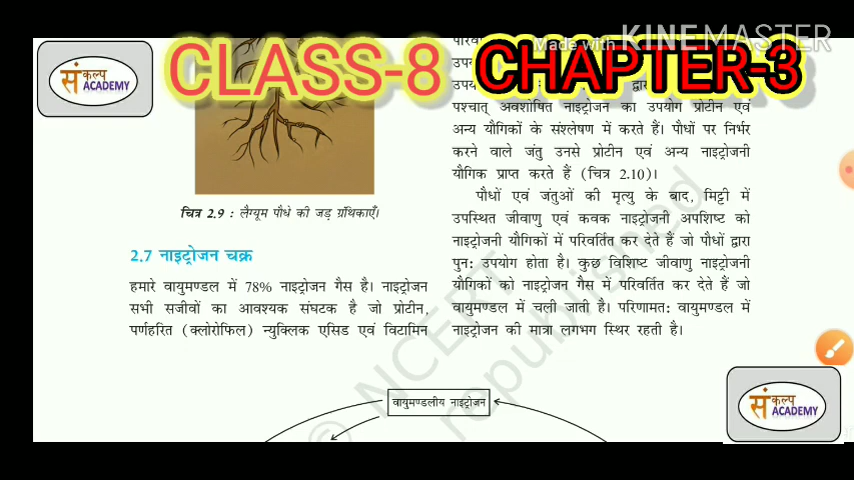 संकल्प
ACADEMY
CLASS-8 CHAPTER-3
Made with KINEMASTER
चित्र 2.9 : लैग्यूम पौधे की जड़ ग्रंथिकाएँ।
2.7 नाइट्रोजन चक्र
हमारे वायुमण्डल में 78% नाइट्रोजन गैस है। नाइट्रोजन
सभी सजीवों का आवश्यक संघटक है जो प्रोटीन,
पर्णहरित (क्लोरोफिल) न्युक्लिक एसिड एवं विटामिन
पश्चात् अवशोषित नाइट्रोजन का उपयोग प्रोटीन एवं
अन्य यौगिकों के संश्लेषण में करते हैं। पौधों पर निर्भर
करने वाले जंतु उनसे प्रोटीन एवं अन्य नाइट्रोजनी
यौगिक प्राप्त करते हैं (चित्र 2.10)।
पौधों एवं जंतुओं की मृत्यु के बाद, मिट्टी में
उपस्थित जीवाणु एवं कवक नाइट्रोजनी अपशिष्ट को
नाइट्रोजनी यौगिकों में परिवर्तित कर देते हैं जो पौधों द्वारा
पुन: उपयोग होता है। कुछ विशिष्ट जीवाणु नाइट्रोजनी
यौगिकों को नाइट्रोजन गैस में परिवर्तित कर देते हैं जो
वायुमण्डल में चली जाती है। परिणामत: वायुमण्डल में
नाइट्रोजन की मात्रा लगभग स्थिर रहती है।
© NCERT
republished
वायुमण्डलीय नाइट्रोजन
संकल्प
ACADEMY